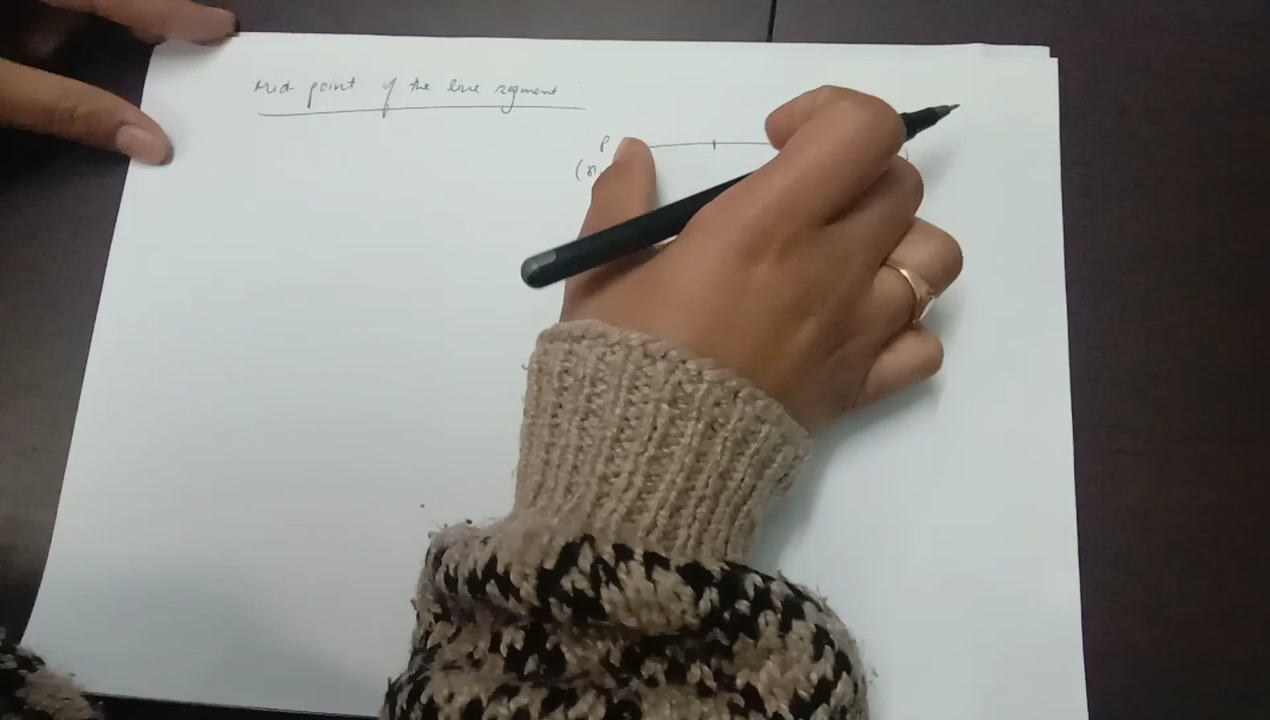 Mid point of the line segment
P